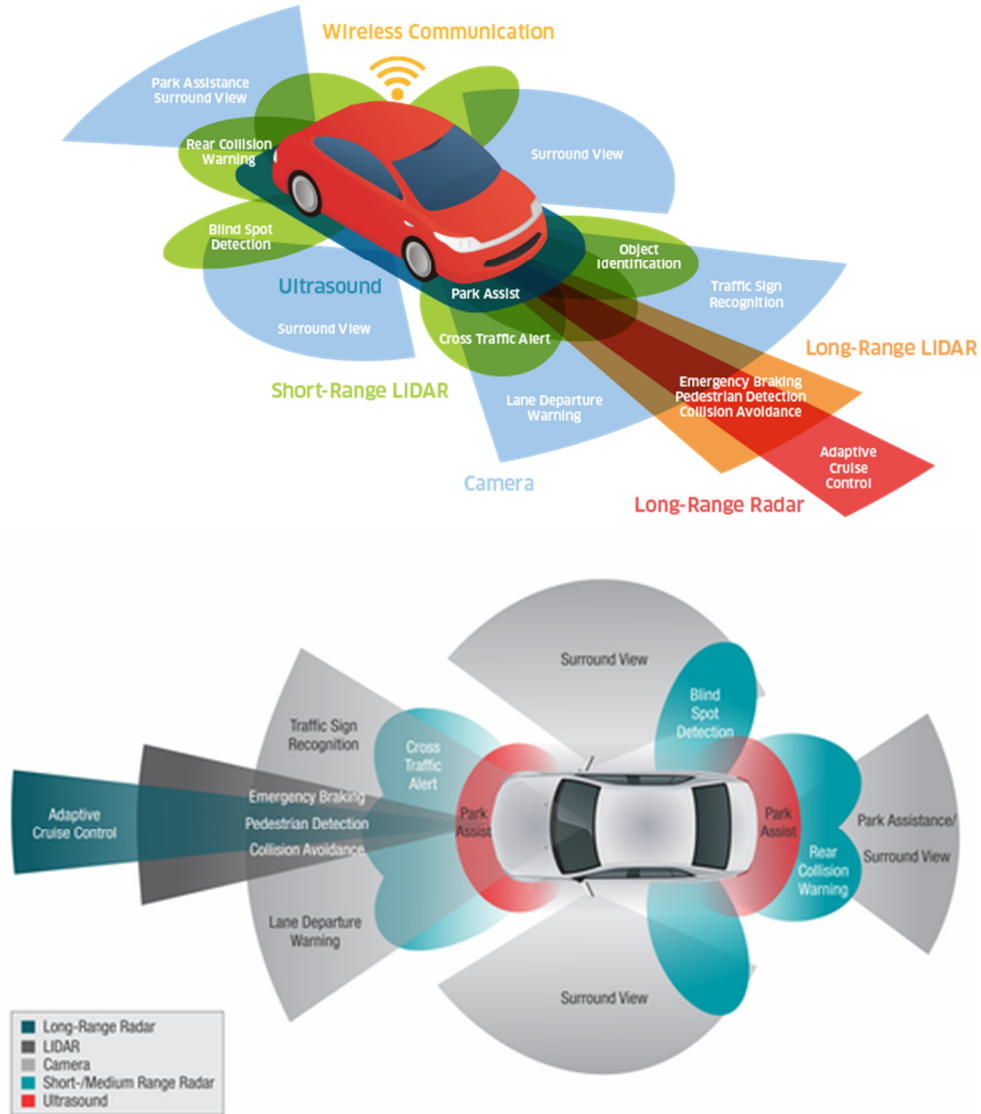 Wireless Communication
Park Assistance
Surround View
Rear Collision
Warning
Surround View
Blind Spot
Detection
Object
Identification
Ultrasound
Park Assist
Traffic Sign
Recognition
Surround View
Cross Traffic Alert
Long-Range LIDAR
Short-Range LIDAR
Emergency Braking
Pedestrian Detection
Collision Avoidance
Lane Departure
Warning
Adaptive
Cruise
Control
Camera
Long-Range Radar
Surround View
Blind
Spot
Detection
Traffic Sign
Recognition
Cross
Traffic
Alert
Emergency Braking
Adaptive
Cruise Control
Pedestrian Detection
Collision Avoidance
Park
Assist
Park
Assist
Park Assistance/
Surround View
Rear
Collision
Warning
Lane Departure
Warning
Surround View
Long-Range Radar
LIDAR
Camera
Short-/Medium Range Radar
Ultrasound